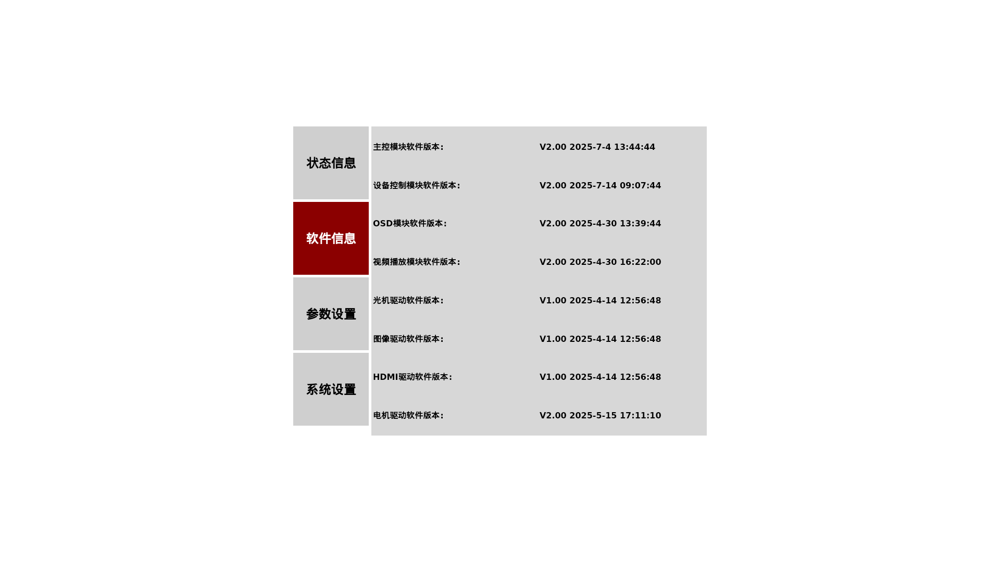 状态信息
软件信息
参数设置
系统设置
主控模块软件版本: V2.00 2025-7-4 13:44:44
设备控制模块软件版本: V2.00 2025-7-14 09:07:44
OSD模块软件版本: V2.00 2025-4-30 13:39:44
视频播放模块软件版本: V2.00 2025-4-30 16:22:00
光机驱动软件版本: V1.00 2025-4-14 12:56:48
图像驱动软件版本: V1.00 2025-4-14 12:56:48
HDMI驱动软件版本: V1.00 2025-4-14 12:56:48
电机驱动软件版本: V2.00 2025-5-15 17:11:10